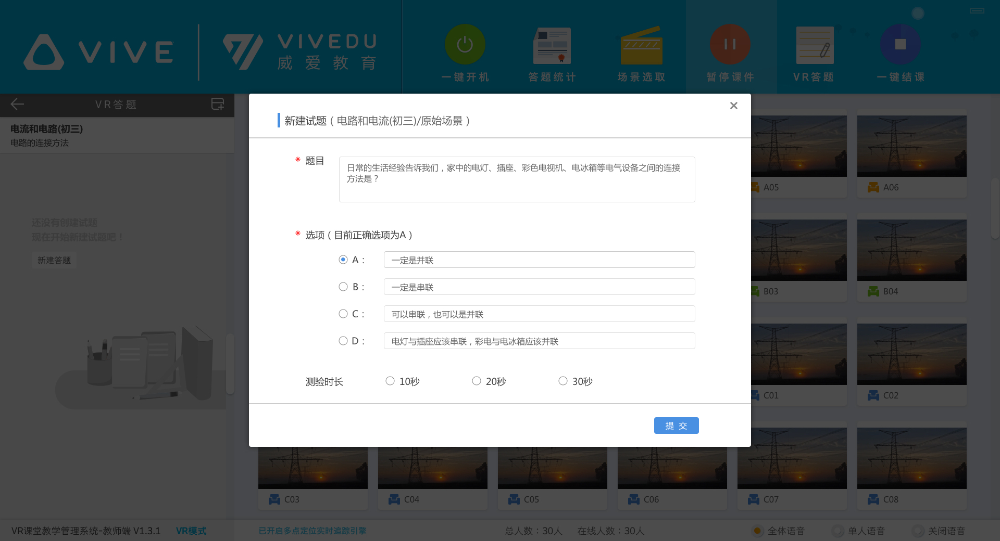 VIVE
VIVEDU
威爱教育
一键开机
答题统计
场景选取
暂停课件
VR答题
一键结课
VR答题
电流和电路(初三)
电路的连接方法
还没有创建试题
现在开始新建试题吧！
新建答题
新建试题（电路和电流(初三)/原始场景）
* 题目
日常的生活经验告诉我们，家中的电灯、插座、彩色电视机、电冰箱等电气设备之间的连接
方法是？
* 选项（目前正确选项为A）
A： 一定是并联
B： 一定是串联
C： 可以串联，也可以是并联
D： 电灯与插座应该串联，彩电与电冰箱应该并联
测验时长 10秒 20秒 30秒
提 交
A05
A06
B03
B04
C01
C02
C03
C04
C05
C06
C07
C08
VR课堂教学管理系统-教师端 V1.3.1
VR模式
已开启多点定位实时追踪引擎
总人数：30人
在线人数：30人
全体语音
单人语音
关闭语音